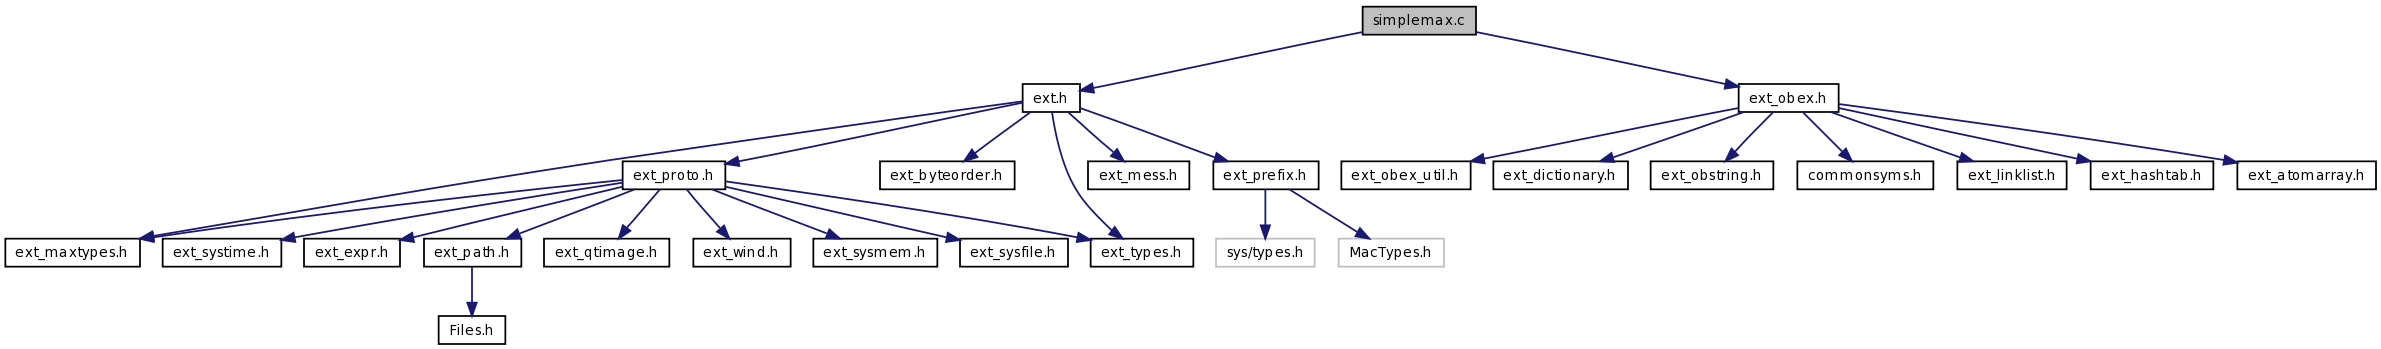 simplemax.c
ext.h
ext_obex.h
ext_proto.h
ext_byteorder.h
ext_mess.h
ext_prefix.h
ext_obex_util.h
ext_dictionary.h
ext_obstring.h
commonsyms.h
ext_linklist.h
ext_hashtab.h
ext_atomarray.h
ext_maxtypes.h
ext_systime.h
ext_expr.h
ext_path.h
ext_qtimage.h
ext_wind.h
ext_sysmem.h
ext_sysfile.h
ext_types.h
sys/types.h
MacTypes.h
Files.h